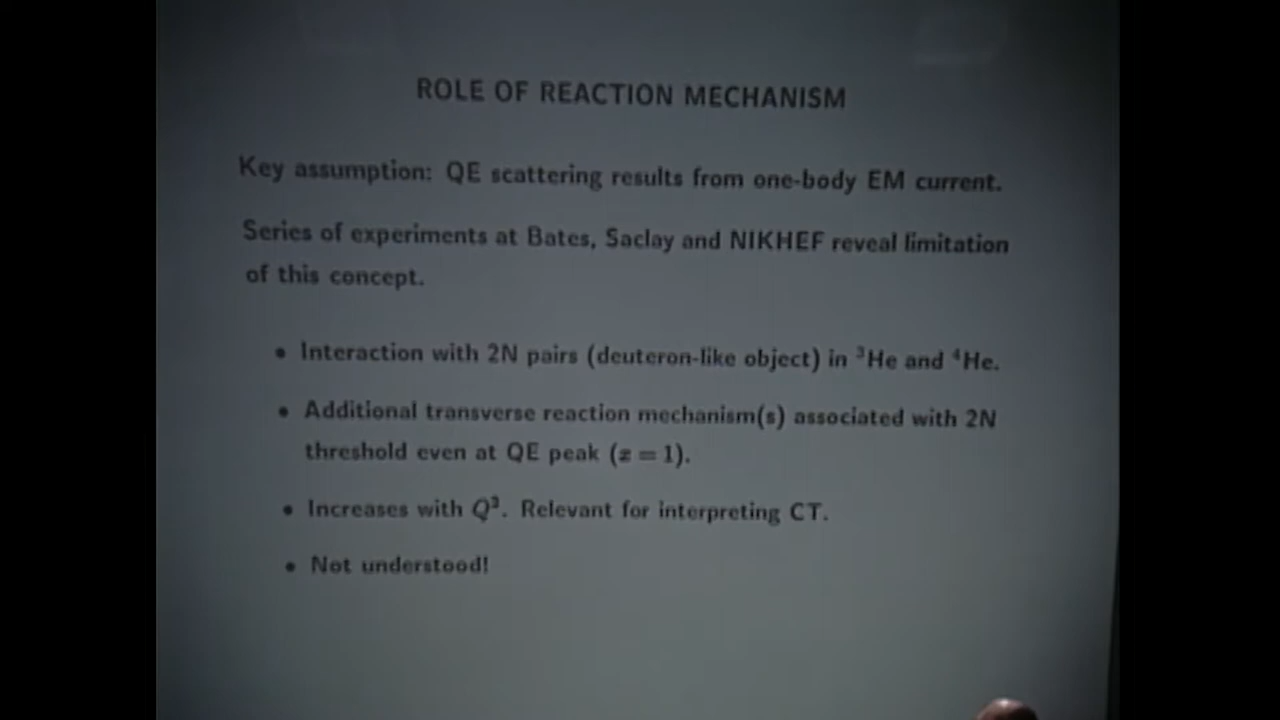 ROLE OF REACTION MECHANISM
Key assumption: QE scattering results from one-body EM current.
Series of experiments at Bates, Saclay and NIKHEF reveal limitation
of this concept.
• Interaction with 2N pairs (deuteron-like object) in ³He and ⁴He.
• Additional transverse reaction mechanism(s) associated with 2N
threshold even at QE peak (x = 1).
• Increases with Q². Relevant for interpreting CT.
• Not understood!